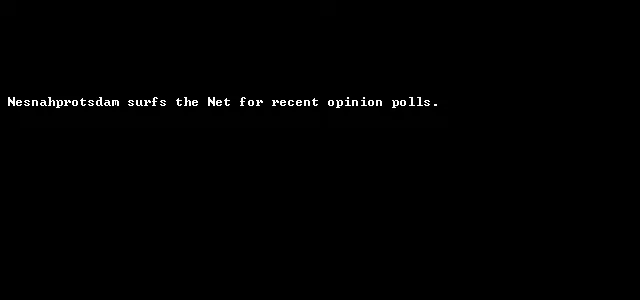 Nesnahprotsdam surfs the Net for recent opinion polls.